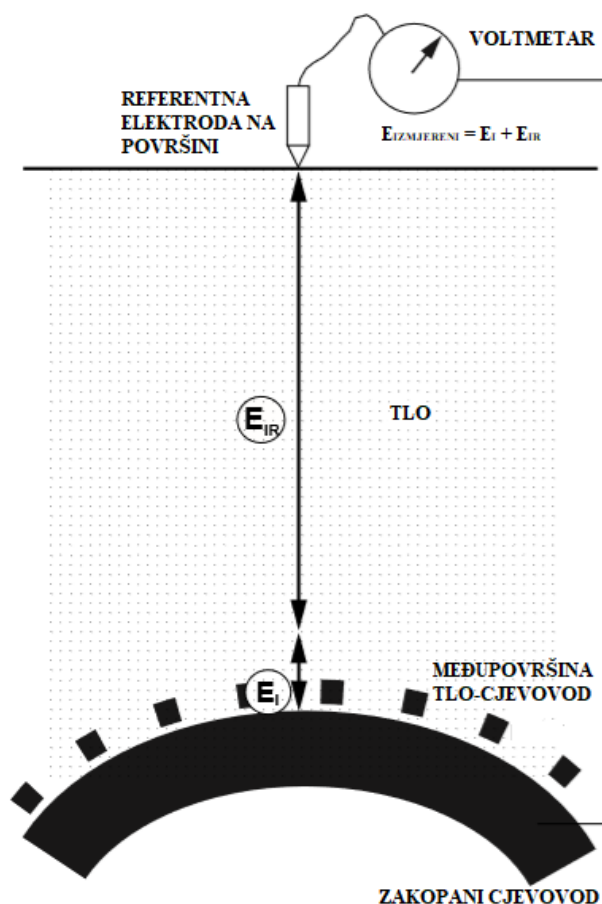 VOLTMETAR
REFERENTNA
ELEKTRODA NA
POVRŠINI
EIZMJERENI = EI + EIR
EIR
TLO
MEĐUPOVRŠINA
TLO-CJEVOVOD
EI
ZAKOPANI CJEVOVOD